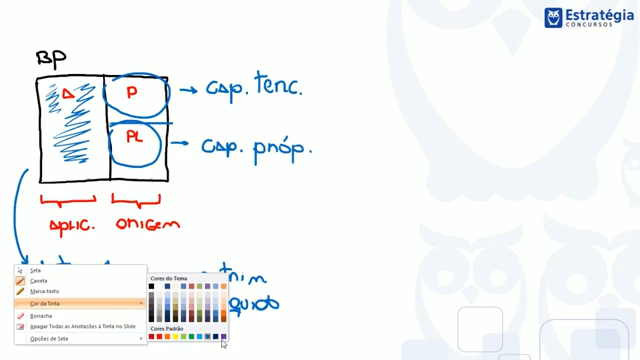 Estratégia
CONCURSOS
BP
A P → cap. terc.
PL → cap. próp.
aplic. origem
Seta
Caneta
Marca-texto
Cor da Tinta
Borracha
Apagar Todas as Anotações à Tinta no Slide
Opções de Seta
Cores do Tema
Cores Padrão